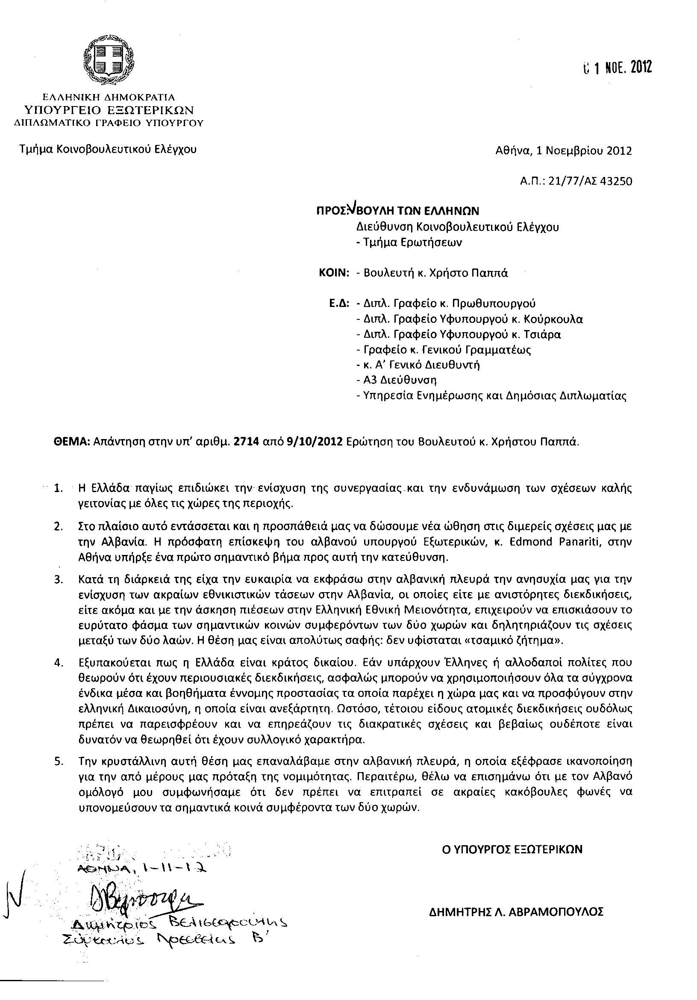 01 ΝΟΕ. 2012
ΕΛΛΗΝΙΚΗ ΔΗΜΟΚΡΑΤΙΑ
ΥΠΟΥΡΓΕΙΟ ΕΞΩΤΕΡΙΚΩΝ
ΔΙΠΛΩΜΑΤΙΚΟ ΓΡΑΦΕΙΟ ΥΠΟΥΡΓΟΥ
Τμήμα Κοινοβουλευτικού Ελέγχου
Αθήνα, 1 Νοεμβρίου 2012
Α.Π.: 21/77/ΑΣ 43250
ΠΡΟΣ: ΒΟΥΛΗ ΤΩΝ ΕΛΛΗΝΩΝ
Διεύθυνση Κοινοβουλευτικού Ελέγχου
- Τμήμα Ερωτήσεων
ΚΟΙΝ: - Βουλευτή κ. Χρήστο Παππά
Ε.Δ: - Διπλ. Γραφείο κ. Πρωθυπουργού
- Διπλ. Γραφείο Υφυπουργού κ. Κούρκουλα
- Διπλ. Γραφείο Υφυπουργού κ. Τσιάρα
- Γραφείο κ. Γενικού Γραμματέως
- κ. Α' Γενικό Διευθυντή
- Α3 Διεύθυνση
- Υπηρεσία Ενημέρωσης και Δημόσιας Διπλωματίας
ΘΕΜΑ: Απάντηση στην υπ' αριθμ. 2714 από 9/10/2012 Ερώτηση του Βουλευτού κ. Χρήστου Παππά.
1. Η Ελλάδα παγίως επιδιώκει την ενίσχυση της συνεργασίας και την ενδυνάμωση των σχέσεων καλής
γειτονίας με όλες τις χώρες της περιοχής.
2. Στο πλαίσιο αυτό εντάσσεται και η προσπάθειά μας να δώσουμε νέα ώθηση στις διμερείς σχέσεις μας με
την Αλβανία. Η πρόσφατη επίσκεψη του αλβανού υπουργού Εξωτερικών, κ. Edmond Panariti, στην
Αθήνα υπήρξε ένα πρώτο σημαντικό βήμα προς αυτή την κατεύθυνση.
3. Κατά τη διάρκειά της είχα την ευκαιρία να εκφράσω στην αλβανική πλευρά την ανησυχία μας για την
ενίσχυση των ακραίων εθνικιστικών τάσεων στην Αλβανία, οι οποίες είτε με ανιστόρητες διεκδικήσεις,
είτε ακόμα και με την άσκηση πιέσεων στην Ελληνική Εθνική Μειονότητα, επιχειρούν να επισκιάσουν το
ευρύτατο φάσμα των σημαντικών κοινών συμφερόντων των δύο χωρών και δηλητηριάζουν τις σχέσεις
μεταξύ των δύο λαών. Η θέση μας είναι απολύτως σαφής: δεν υφίσταται «τσαμικό ζήτημα».
4. Εξυπακούεται πως η Ελλάδα είναι κράτος δικαίου. Εάν υπάρχουν Έλληνες ή αλλοδαποί πολίτες που
θεωρούν ότι έχουν περιουσιακές διεκδικήσεις, ασφαλώς μπορούν να χρησιμοποιήσουν όλα τα σύγχρονα
ένδικα μέσα και βοηθήματα έννομης προστασίας τα οποία παρέχει η χώρα μας και να προσφύγουν στην
ελληνική Δικαιοσύνη, η οποία είναι ανεξάρτητη. Ωστόσο, τέτοιου είδους ατομικές διεκδικήσεις ουδόλως
πρέπει να παρεισφρέουν και να επηρεάζουν τις διακρατικές σχέσεις και βεβαίως ουδέποτε είναι
δυνατόν να θεωρηθεί ότι έχουν συλλογικό χαρακτήρα.
5. Την κρυστάλλινη αυτή θέση μας επαναλάβαμε στην αλβανική πλευρά, η οποία εξέφρασε ικανοποίηση
για την από μέρους μας πρόταξη της νομιμότητας. Περαιτέρω, θέλω να επισημάνω ότι με τον Αλβανό
ομόλογό μου συμφωνήσαμε ότι δεν πρέπει να επιτραπεί σε ακραίες κακόβουλες φωνές να
υπονομεύσουν τα σημαντικά κοινά συμφέροντα των δύο χωρών.
Ο ΥΠΟΥΡΓΟΣ ΕΞΩΤΕΡΙΚΩΝ
ΔΗΜΗΤΡΗΣ Λ. ΑΒΡΑΜΟΠΟΥΛΟΣ
ΑΘΗΝΑ, 1-11-12
Δημήτριος Βελισσαρόπουλος
Σύμβουλος Πρεσβείας Β'